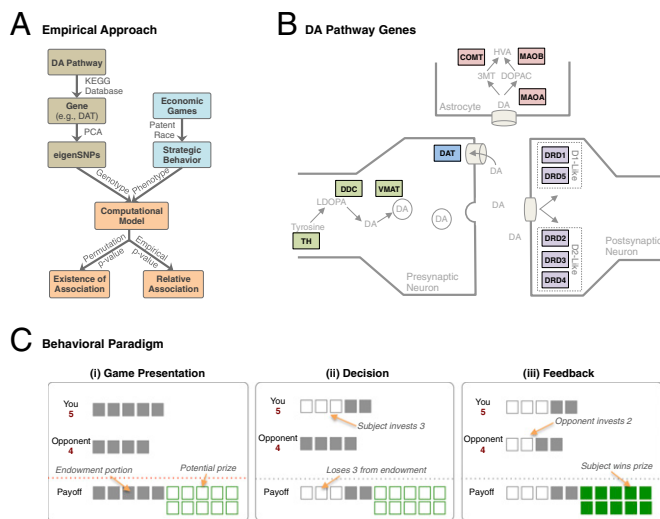 A Empirical Approach
DA Pathway
KEGG
Database
Gene
(e.g., DAT)
PCA
eigenSNPs
Economic
Games
Patent
Race
Strategic
Behavior
Genotype
Phenotype
Computational
Model
Permutation
p-value
Empirical
p-value
Existence of
Association
Relative
Association
B DA Pathway Genes
COMT
HVA
MAOB
3MT
DOPAC
MAOA
Astrocyte
DA
DAT
DA
DRD1
DRD5
D1-Like
DDC
VMAT
LDOPA
DA
DA
DA
DA
Tyrosine
TH
DA
DRD2
DRD3
DRD4
D2-Like
Postsynaptic
Neuron
Presynaptic
Neuron
C Behavioral Paradigm
(i) Game Presentation
You
5
Opponent
4
Endowment portion
Potential prize
Payoff
(ii) Decision
You
5
Subject invests 3
Opponent
4
Loses 3 from endowment
Payoff
(iii) Feedback
You
5
Opponent invests 2
Opponent
4
Subject wins prize
Payoff